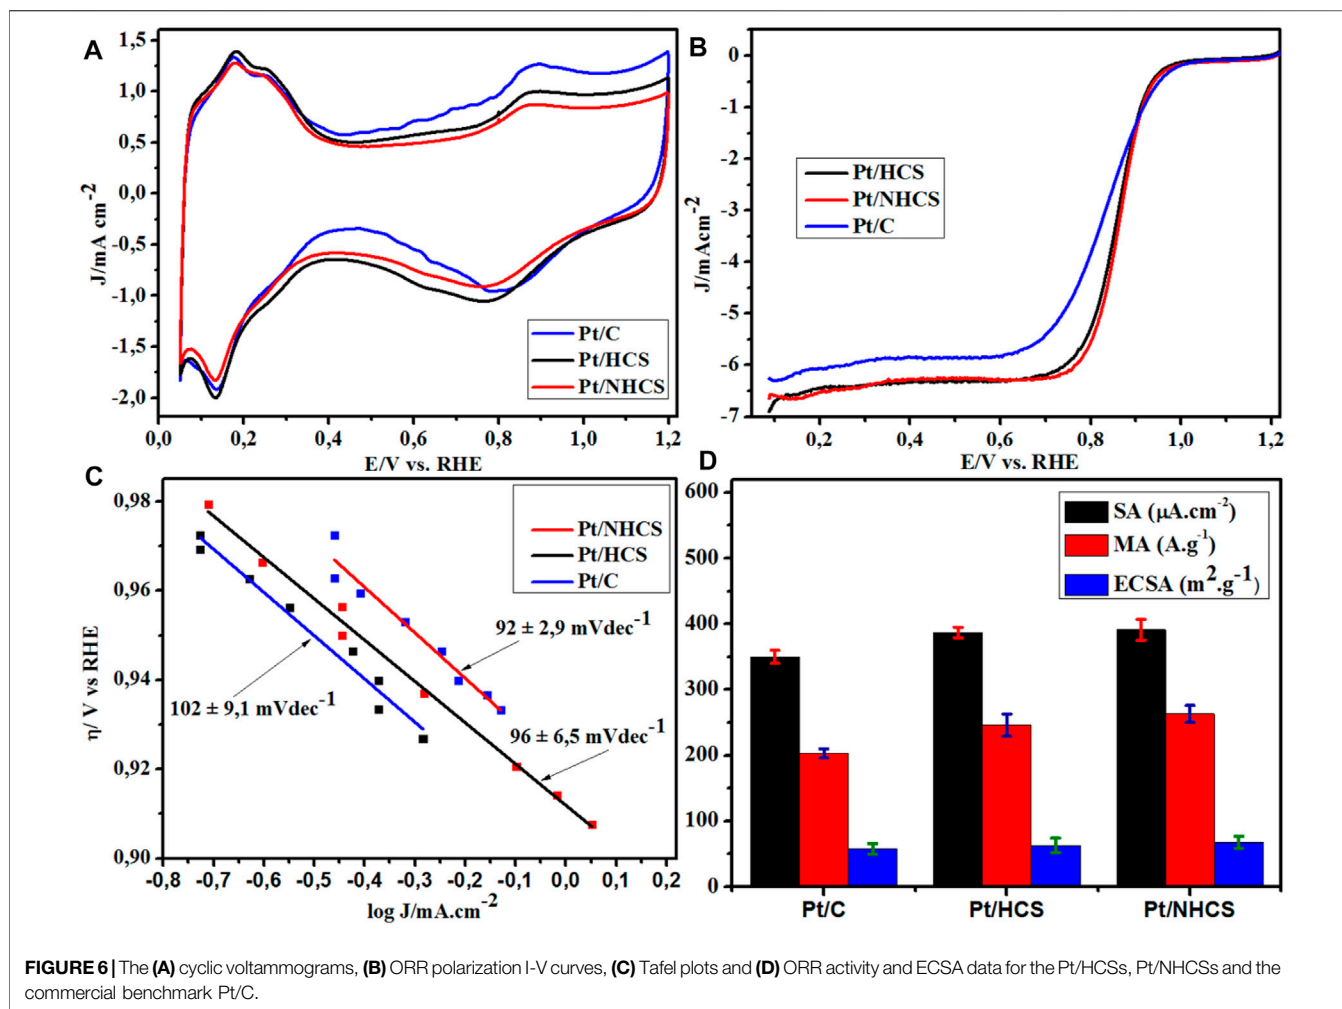 A
1,5
1,0
0,5
0,0
-0,5
-1,0
-1,5
-2,0
J/mA cm-2
0,0 0,2 0,4 0,6 0,8 1,0 1,2
E/V vs. RHE
Pt/C
Pt/HCS
Pt/NHCS
B
0
-1
-2
-3
-4
-5
-6
-7
J/mAcm-2
0,2 0,4 0,6 0,8 1,0 1,2
E/V vs. RHE
Pt/HCS
Pt/NHCS
Pt/C
C
0,98
0,96
0,94
0,92
0,90
η/ V vs RHE
-0,8 -0,7 -0,6 -0,5 -0,4 -0,3 -0,2 -0,1 0,0 0,1 0,2
log J/mA.cm-2
Pt/NHCS
Pt/HCS
Pt/C
92 ± 2,9 mVdec-1
102 ± 9,1 mVdec-1
96 ± 6,5 mVdec-1
D
600
500
400
300
200
100
0
SA (μA.cm-2)
MA (A.g-1)
ECSA (m2.g-1)
Pt/C Pt/HCS Pt/NHCS
FIGURE 6 | The (A) cyclic voltammograms, (B) ORR polarization I-V curves, (C) Tafel plots and (D) ORR activity and ECSA data for the Pt/HCSs, Pt/NHCSs and the
commercial benchmark Pt/C.